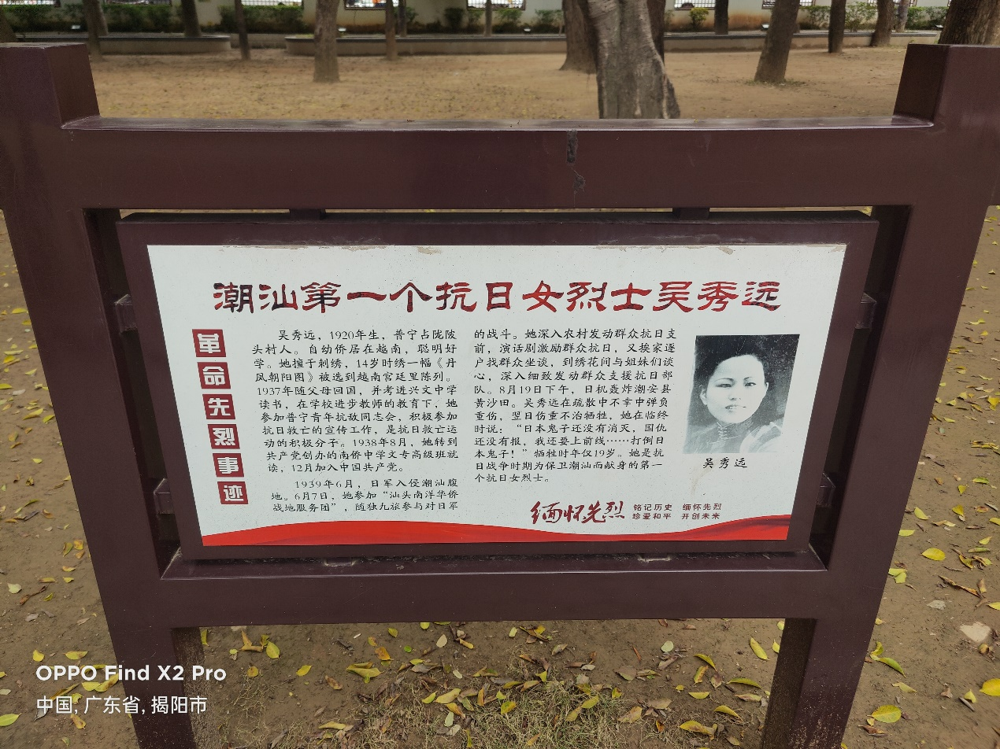 潮汕第一个抗日女烈士吴秀远
革命先烈事迹
吴秀远，1920年生，普宁占陇陂
头村人。自幼侨居在越南，聪明好
学。她擅于刺绣，14岁时绣一幅《丹
凤朝阳图》被选到越南宫廷里陈列。
1937年随父母回国，并考进兴文中学
读书，在学校进步教师的教育下，她
参加普宁青年抗敌同志会，积极参加
抗日救亡的宣传工作，是抗日救亡运
动的积极分子。1938年8月，她转到
共产党创办的南侨中学文专高级班就
读，12月加入中国共产党。
1939年6月，日军入侵潮汕腹
地。6月7日，她参加“汕头南洋华侨
战地服务团”，随独九旅参与对日军
的战斗。她深入农村发动群众抗日支
前，演话剧激励群众抗日，又挨家逐
户找群众坐谈，到绣花间与姐妹们谈
心，深入细致发动群众支援抗日部
队。8月19日下午，日机轰炸潮安县
黄沙田。吴秀远在疏散中不幸中弹负
重伤，翌日伤重不治牺牲，她在临终
时说：“日本鬼子还没有消灭，国仇
还没有报，我还要上前线……打倒日
本鬼子！”牺牲时年仅19岁。她是抗
日战争时期为保卫潮汕而献身的第一
个抗日女烈士。
吴秀远
缅怀先烈
铭记历史 缅怀先烈
珍爱和平 开创未来
OPPO Find X2 Pro
中国, 广东省, 揭阳市